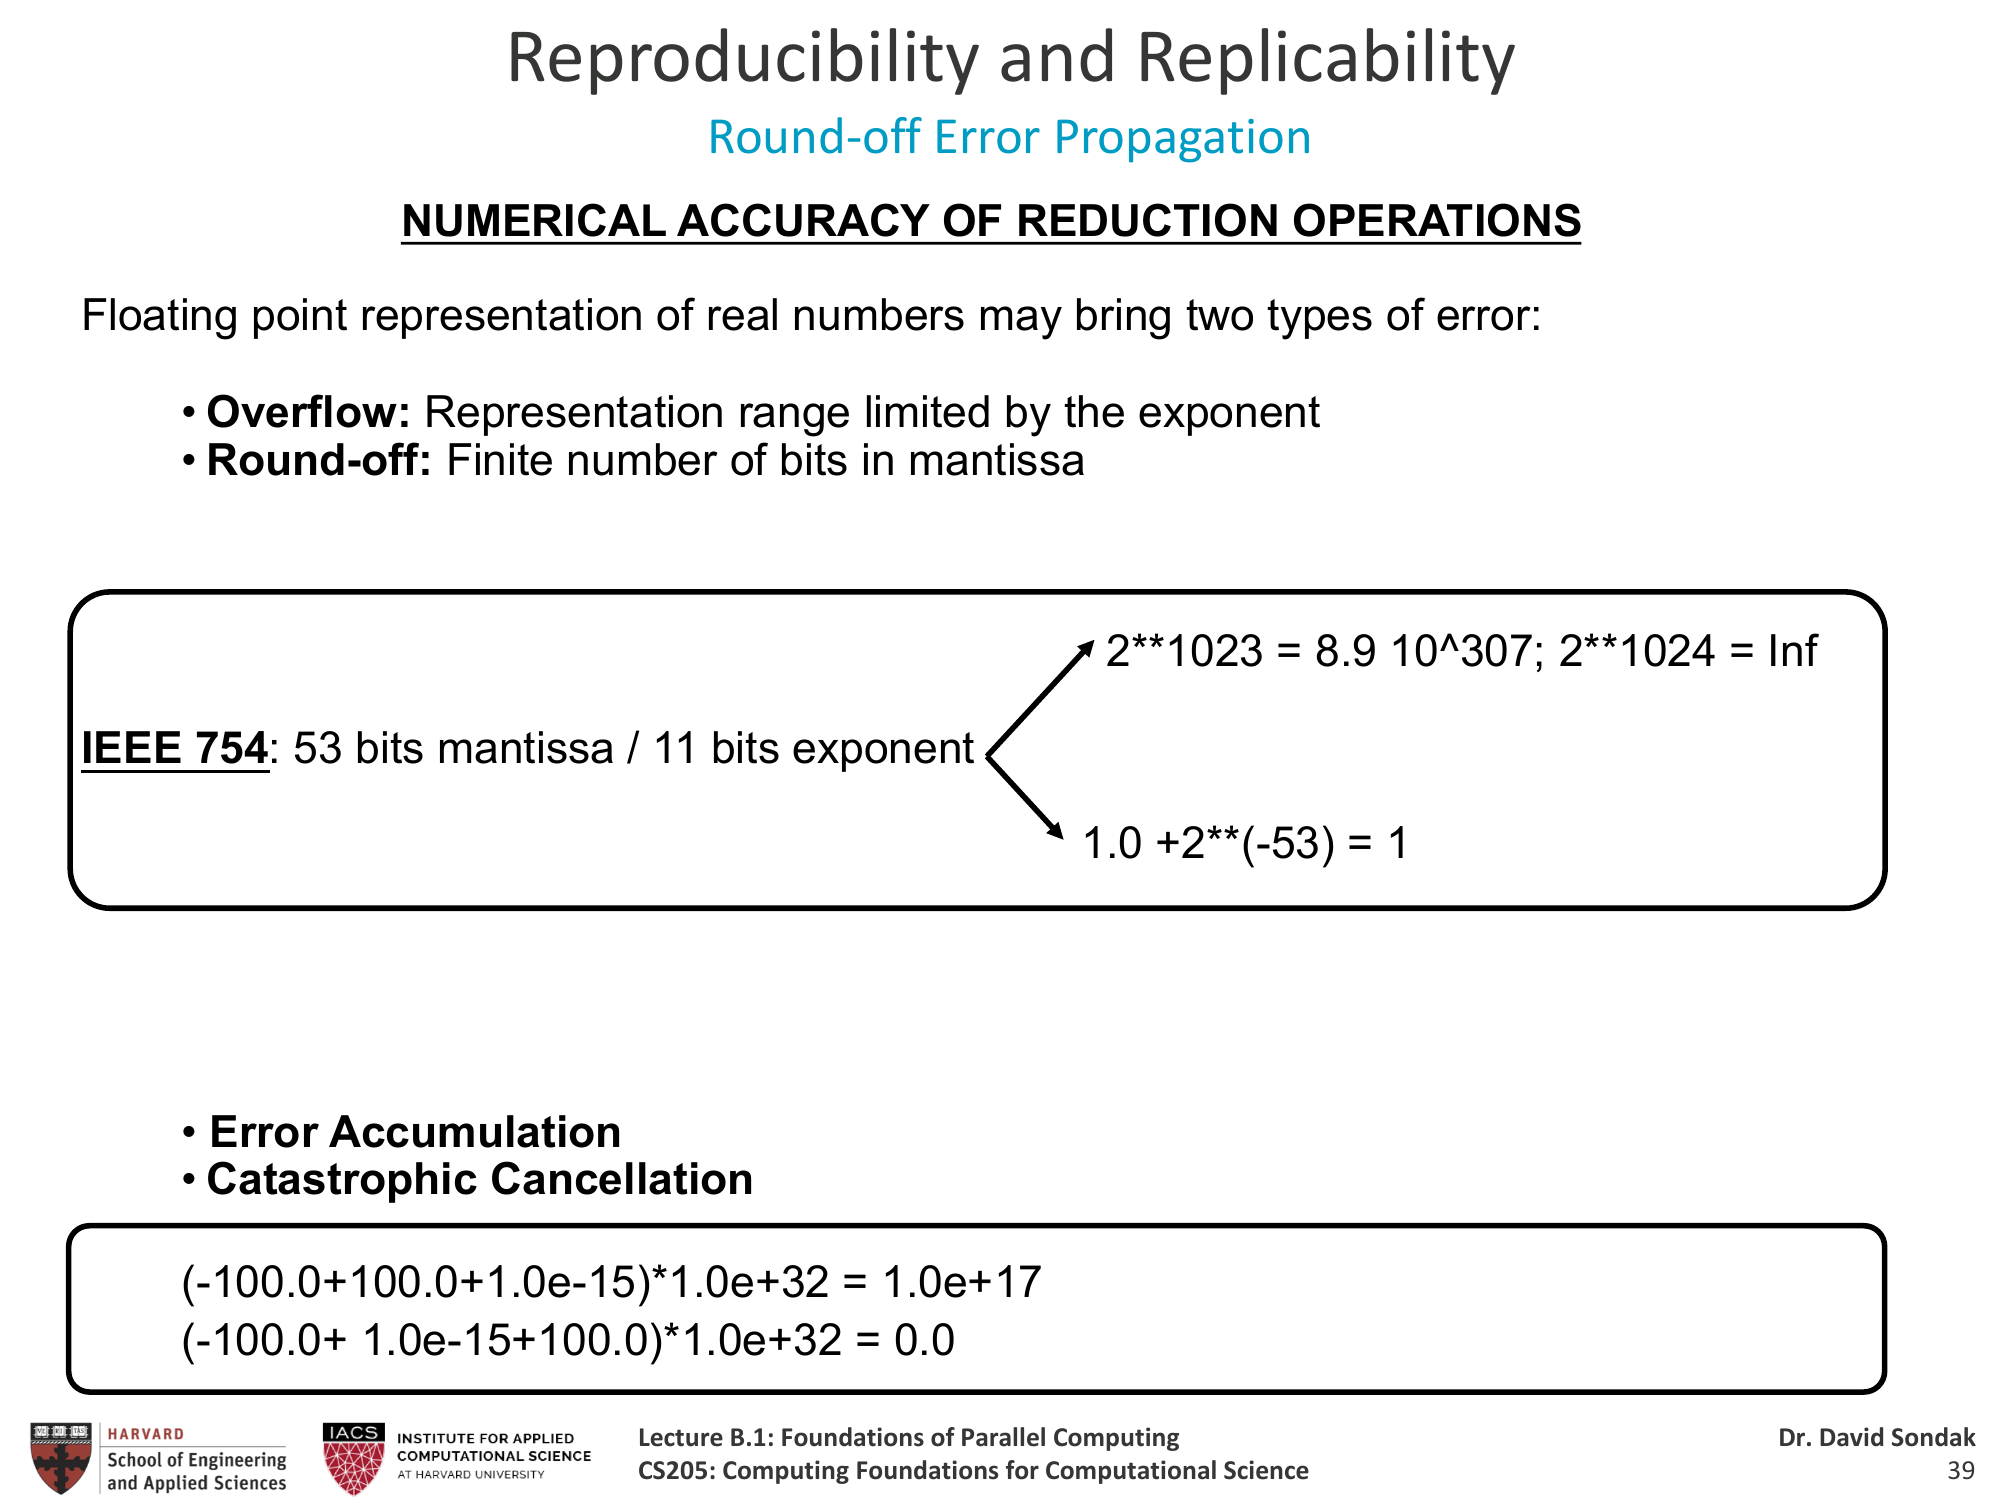 Reproducibility and Replicability
Round-off Error Propagation
NUMERICAL ACCURACY OF REDUCTION OPERATIONS
Floating point representation of real numbers may bring two types of error:
• Overflow: Representation range limited by the exponent
• Round-off: Finite number of bits in mantissa
2**1023 = 8.9 10^307; 2**1024 = Inf
IEEE 754: 53 bits mantissa / 11 bits exponent
1.0 +2**(-53) = 1
• Error Accumulation
• Catastrophic Cancellation
(-100.0+100.0+1.0e-15)*1.0e+32 = 1.0e+17
(-100.0+ 1.0e-15+100.0)*1.0e+32 = 0.0
HARVARD
School of Engineering
and Applied Sciences
IACS
INSTITUTE FOR APPLIED
COMPUTATIONAL SCIENCE
AT HARVARD UNIVERSITY
Lecture B.1: Foundations of Parallel Computing
CS205: Computing Foundations for Computational Science
Dr. David Sondak
39